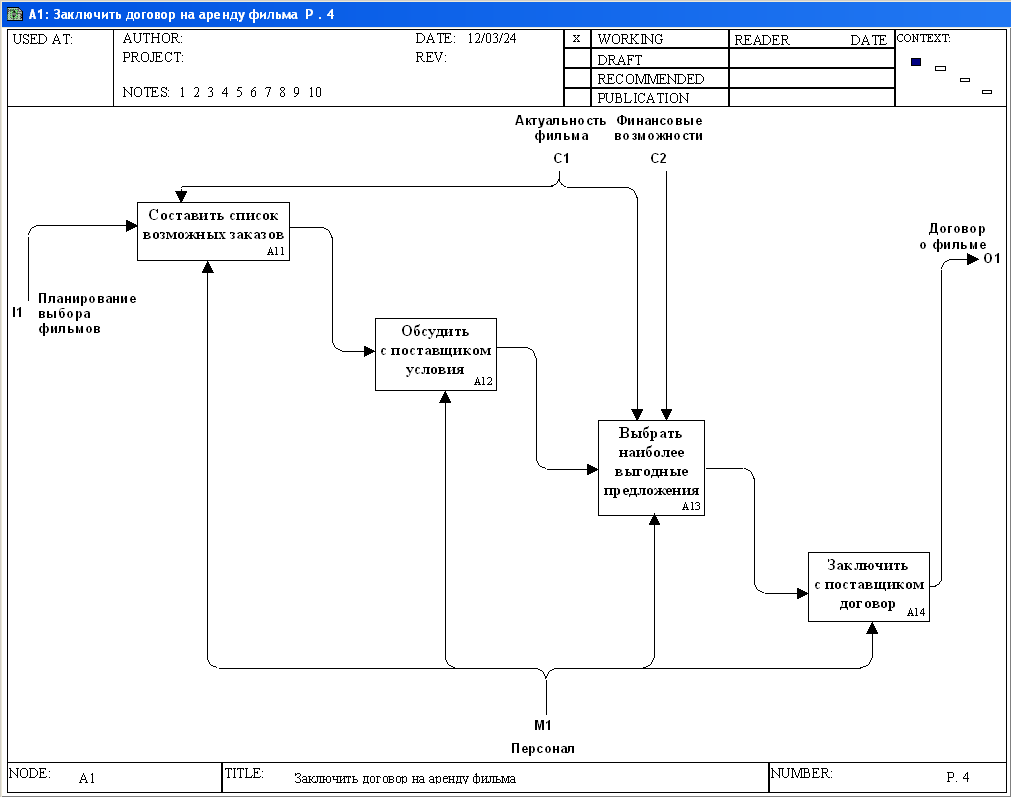 A1: Заключить договор на аренду фильма P . 4
USED AT:
AUTHOR:
DATE: 12/03/24
PROJECT:
REV:
NOTES: 1 2 3 4 5 6 7 8 9 10
X
WORKING
DRAFT
RECOMMENDED
PUBLICATION
READER
DATE
CONTEXT:
Актуальность
фильма
C1
Финансовые
возможности
C2
Составить список
возможных заказов
A11
I1
Планирование
выбора
фильмов
Договор
о фильме
O1
Обсудить
с поставщиком
условия
A12
Выбрать
наиболее
выгодные
предложения
A13
Заключить
с поставщиком
договор
A14
M1
Персонал
NODE:
A1
TITLE:
Заключить договор на аренду фильма
NUMBER:
P. 4